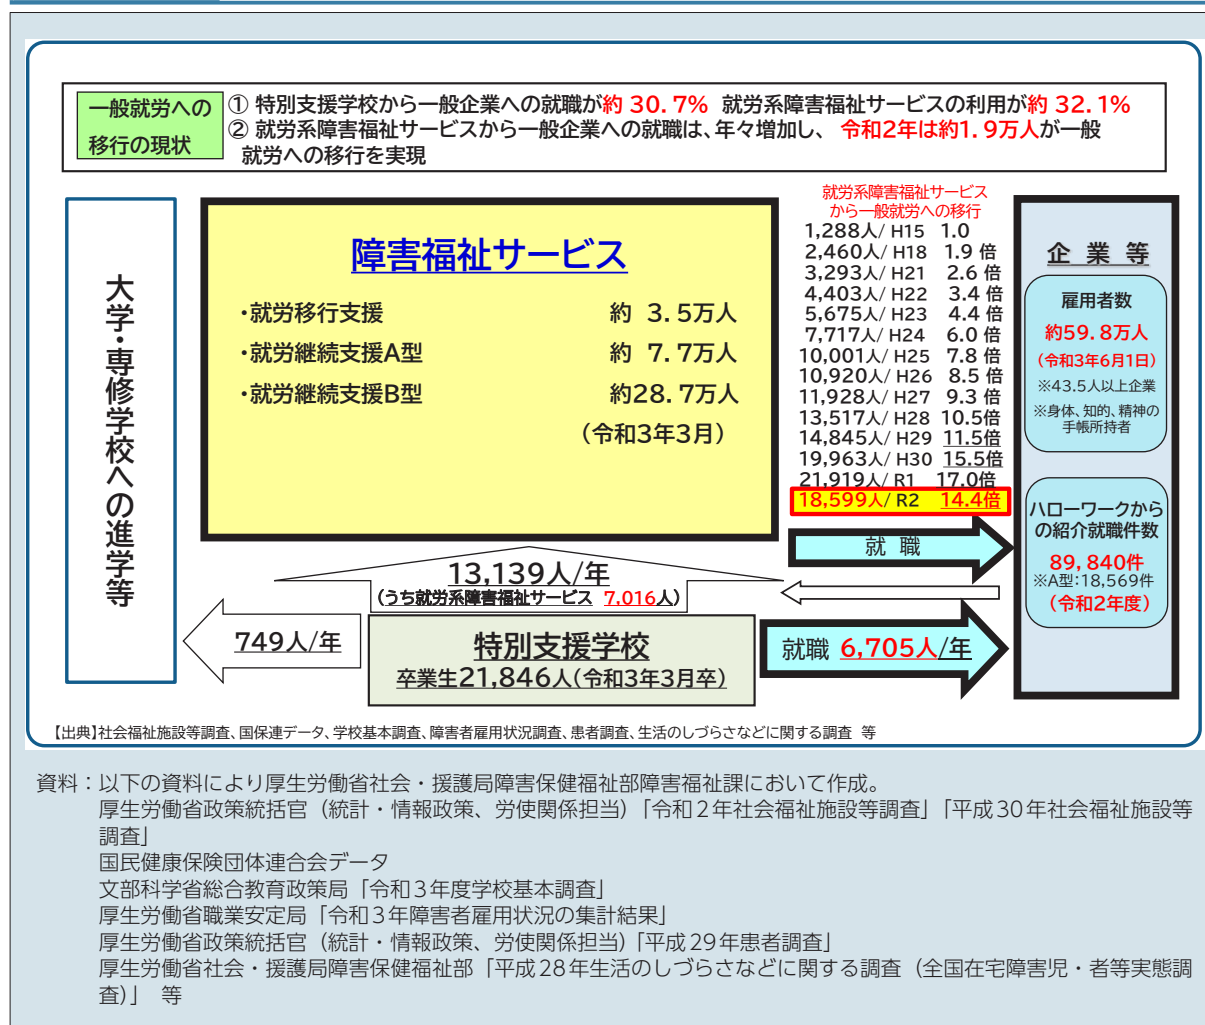 一般就労への
移行の現状
① 特別支援学校から一般企業への就職が約 30.7% 就労系障害福祉サービスの利用が約 32.1%
② 就労系障害福祉サービスから一般企業への就職は、年々増加し、 令和2年は約1.9万人が一般
就労への移行を実現
大学・専修学校への進学等
障害福祉サービス
・就労移行支援 約 3.5万人
・就労継続支援A型 約 7.7万人
・就労継続支援B型 約28.7万人
(令和3年3月)
就労系障害福祉サービス
から一般就労への移行
1,288人/ H15 1.0
2,460人/ H18 1.9 倍
3,293人/ H21 2.6 倍
4,403人/ H22 3.4 倍
5,675人/ H23 4.4 倍
7,717人/ H24 6.0 倍
10,001人/ H25 7.8 倍
10,920人/ H26 8.5 倍
11,928人/ H27 9.3 倍
13,517人/ H28 10.5倍
14,845人/ H29 11.5倍
19,963人/ H30 15.5倍
21,919人/ R1 17.0倍
18,599人/ R2 14.4倍
就 職
企 業 等
雇用者数
約59.8万人
(令和3年6月1日)
※43.5人以上企業
※身体、知的、精神の
手帳所持者
ハローワークから
の紹介就職件数
89,840件
※A型:18,569件
(令和2年度)
13,139人/年
(うち就労系障害福祉サービス 7,016人)
749人/年
特別支援学校
卒業生21,846人(令和3年3月卒)
就職 6,705人/年
【出典】社会福祉施設等調査、国保連データ、学校基本調査、障害者雇用状況調査、患者調査、生活のしづらさなどに関する調査 等
資料:以下の資料により厚生労働省社会・援護局障害保健福祉部障害福祉課において作成。
厚生労働省政策統括官(統計・情報政策、労使関係担当)「令和2年社会福祉施設等調査」「平成30年社会福祉施設等
調査」
国民健康保険団体連合会データ
文部科学省総合教育政策局「令和3年度学校基本調査」
厚生労働省職業安定局「令和3年障害者雇用状況の集計結果」
厚生労働省政策統括官(統計・情報政策、労使関係担当)「平成29年患者調査」
厚生労働省社会・援護局障害保健福祉部「平成28年生活のしづらさなどに関する調査(全国在宅障害児・者等実態調
査)」 等